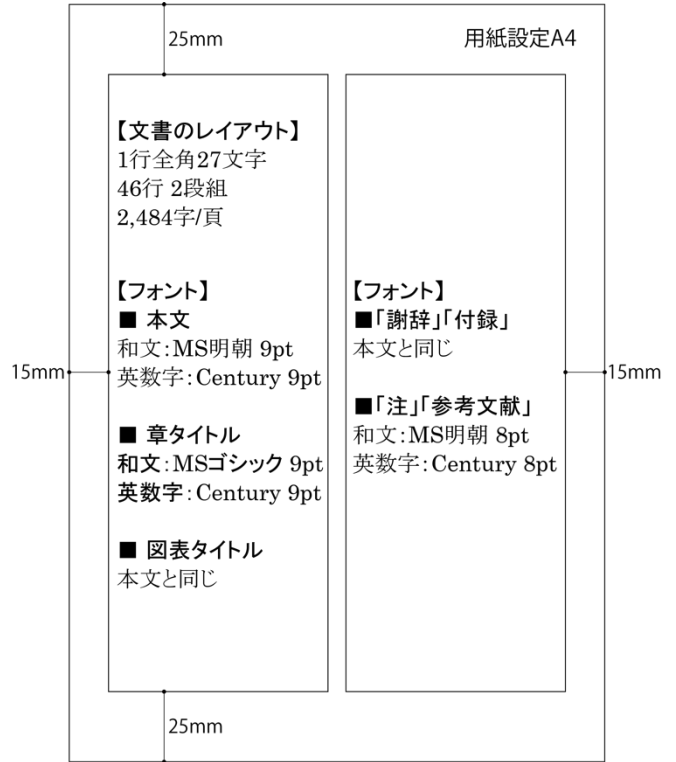 25mm
用紙設定A4
【文書のレイアウト】
1行全角27文字
46行 2段組
2,484字/頁
【フォント】
■ 本文
和文：MS明朝 9pt
英数字：Century 9pt
■ 章タイトル
和文：MSゴシック 9pt
英数字：Century 9pt
■ 図表タイトル
本文と同じ
【フォント】
■「謝辞」「付録」
本文と同じ
■「注」「参考文献」
和文：MS明朝 8pt
英数字：Century 8pt
15mm
15mm
25mm